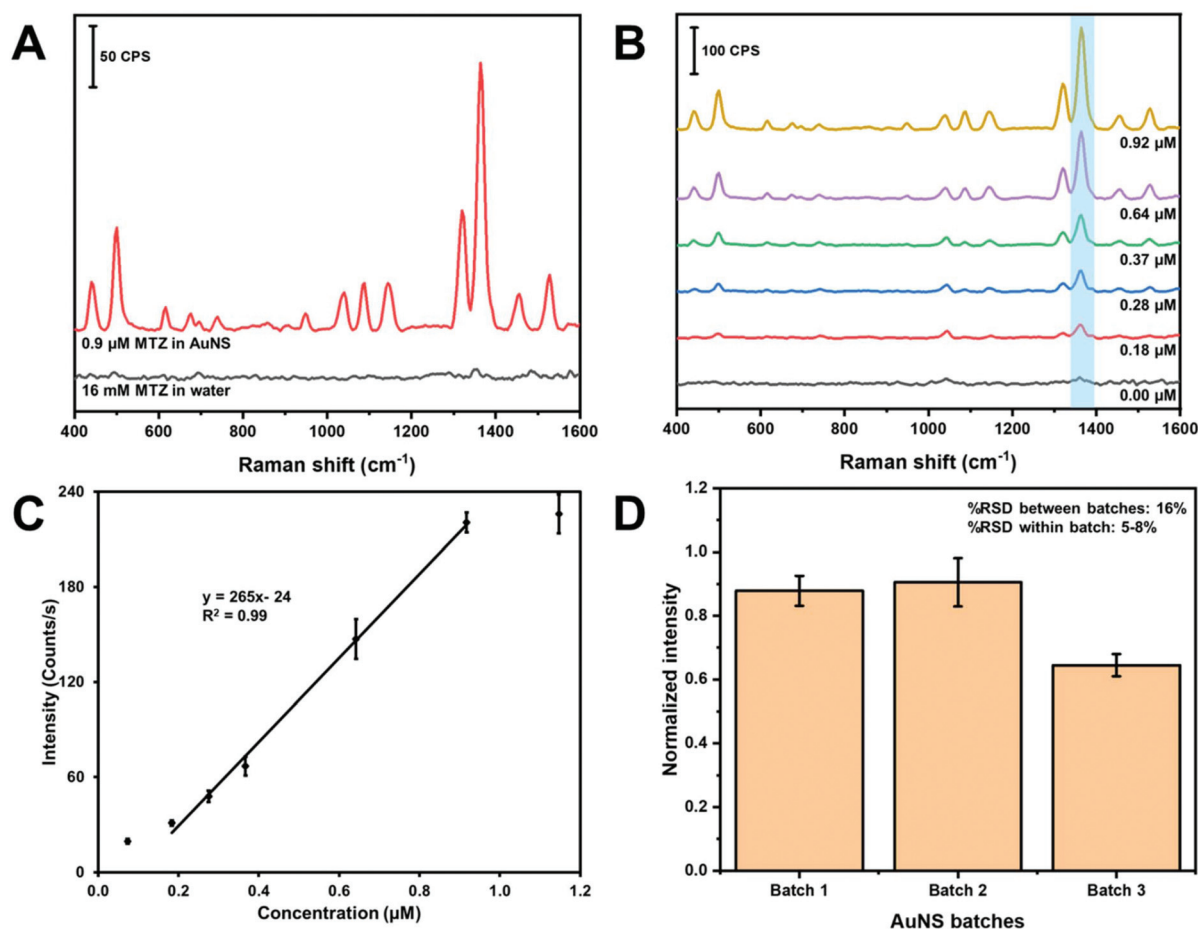 A
50 CPS
0.9 µM MTZ in AuNS
16 mM MTZ in water
400 600 800 1000 1200 1400 1600
Raman shift (cm⁻¹)
B
100 CPS
0.92 µM
0.64 µM
0.37 µM
0.28 µM
0.18 µM
0.00 µM
400 600 800 1000 1200 1400 1600
Raman shift (cm⁻¹)
C
Intensity (Counts/s)
240
180
120
60
0
y = 265x- 24
R² = 0.99
0.0 0.2 0.4 0.6 0.8 1.0 1.2
Concentration (µM)
D
Normalized intensity
1.2
1.0
0.8
0.6
0.4
0.2
0.0
%RSD between batches: 16%
%RSD within batch: 5-8%
Batch 1 Batch 2 Batch 3
AuNS batches